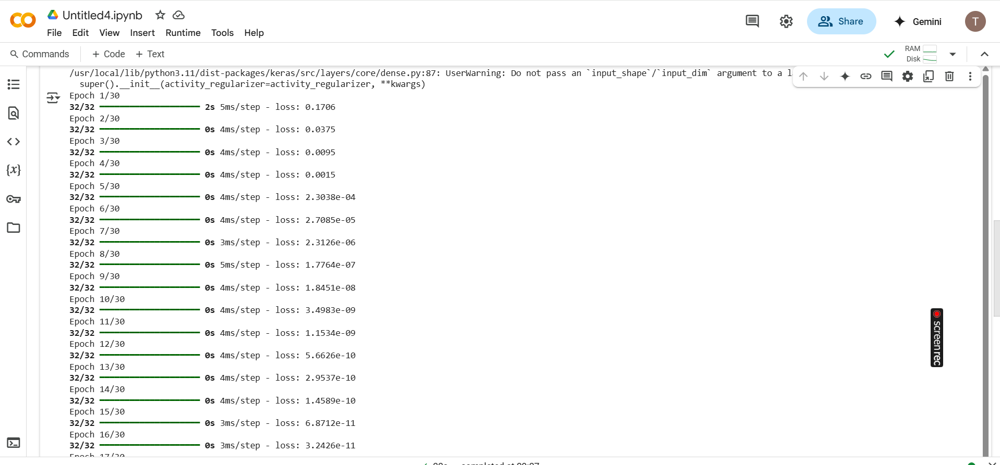 Untitled4.ipynb
File Edit View Insert Runtime Tools Help
Share
Gemini
T
Commands + Code + Text
RAM
Disk
/usr/local/lib/python3.11/dist-packages/keras/src/layers/core/dense.py:87: UserWarning: Do not pass an `input_shape`/`input_dim` argument to a
super().__init__(activity_regularizer=activity_regularizer, **kwargs)
Epoch 1/30
32/32 2s 5ms/step - loss: 0.1706
Epoch 2/30
32/32 0s 4ms/step - loss: 0.0375
Epoch 3/30
32/32 0s 4ms/step - loss: 0.0095
Epoch 4/30
32/32 0s 4ms/step - loss: 0.0015
Epoch 5/30
32/32 0s 4ms/step - loss: 2.3038e-04
Epoch 6/30
32/32 0s 4ms/step - loss: 2.7085e-05
Epoch 7/30
32/32 0s 3ms/step - loss: 2.3126e-06
Epoch 8/30
32/32 0s 5ms/step - loss: 1.7764e-07
Epoch 9/30
32/32 0s 4ms/step - loss: 1.8451e-08
Epoch 10/30
32/32 0s 4ms/step - loss: 3.4983e-09
Epoch 11/30
32/32 0s 4ms/step - loss: 1.1534e-09
Epoch 12/30
32/32 0s 4ms/step - loss: 5.6626e-10
Epoch 13/30
32/32 0s 4ms/step - loss: 2.9537e-10
Epoch 14/30
32/32 0s 4ms/step - loss: 1.4589e-10
Epoch 15/30
32/32 0s 3ms/step - loss: 6.8712e-11
Epoch 16/30
32/32 0s 3ms/step - loss: 3.2426e-11
Epoch 17/30
screenrec